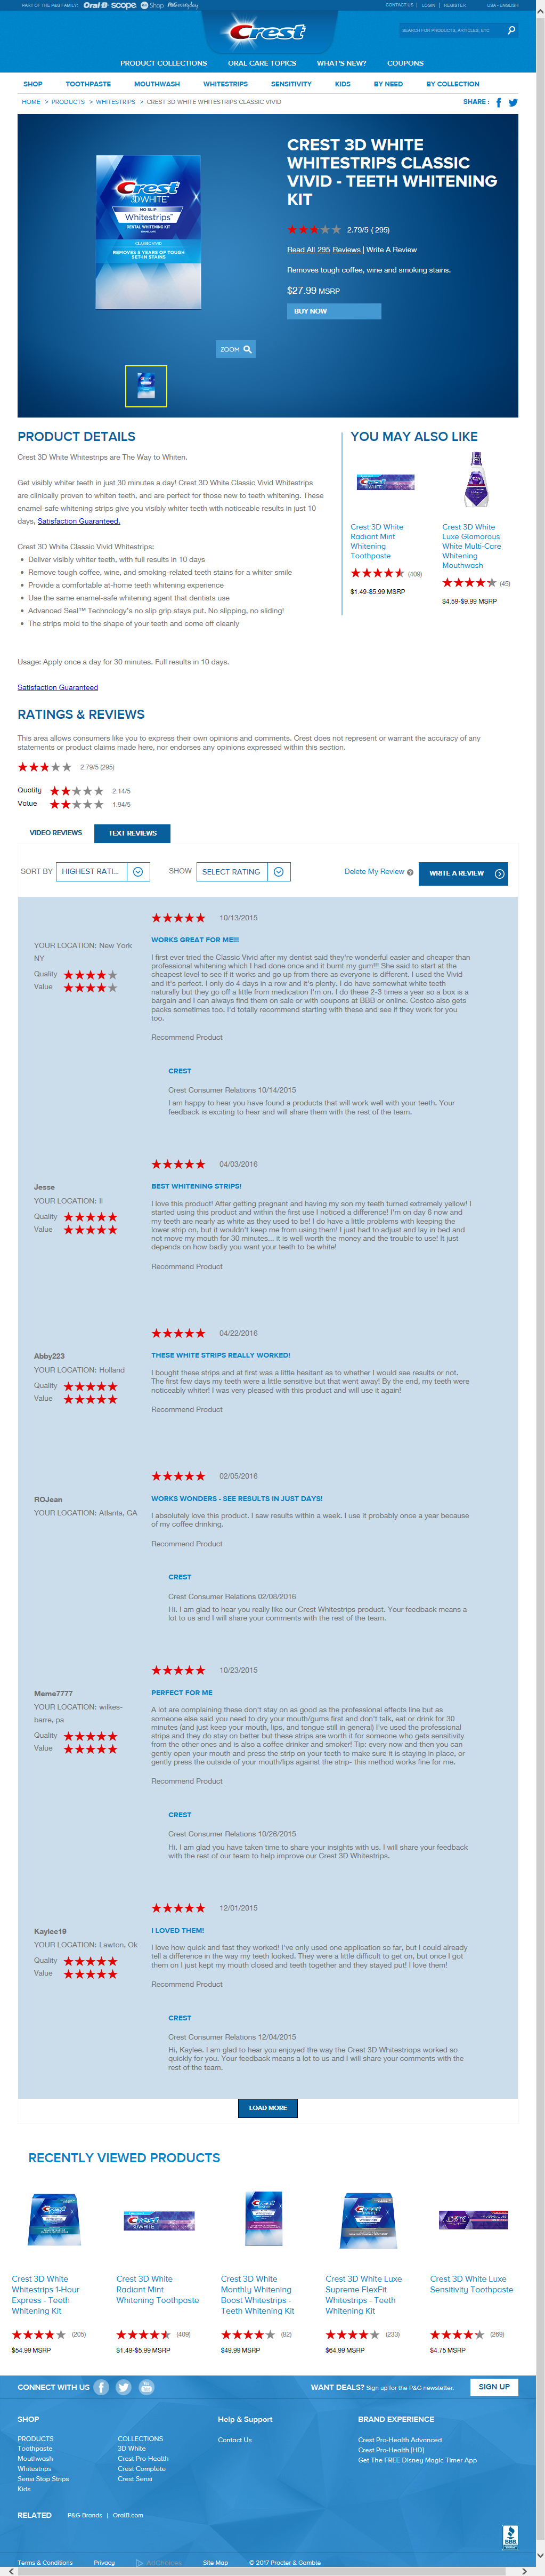 PART OF THE P&G FAMILY Oral-B scope Shop P&G everyday
CONTACT US | LOGIN | REGISTER USA - ENGLISH
Crest
SEARCH FOR PRODUCTS, ARTICLES, ETC
PRODUCT COLLECTIONS ORAL CARE TOPICS WHAT'S NEW? COUPONS
SHOP TOOTHPASTE MOUTHWASH WHITESTRIPS SENSITIVITY KIDS BY NEED BY COLLECTION
HOME > PRODUCTS > WHITESTRIPS > CREST 3D WHITE WHITESTRIPS CLASSIC VIVID
SHARE :
Crest
3DWHITE
NO SLIP
Whitestrips
DENTAL WHITENING KIT
CLASSIC VIVID
REMOVES 5 YEARS OF TOUGH
SET-IN STAINS
ZOOM
CREST 3D WHITE
WHITESTRIPS CLASSIC
VIVID - TEETH WHITENING
KIT
2.79/5 ( 295)
Read All 295 Reviews | Write A Review
Removes tough coffee, wine and smoking stains.
$27.99 MSRP
BUY NOW
PRODUCT DETAILS
Crest 3D White Whitestrips are The Way to Whiten.
Get visibly whiter teeth in just 30 minutes a day! Crest 3D White Classic Vivid Whitestrips
are clinically proven to whiten teeth, and are perfect for those new to teeth whitening. These
enamel-safe whitening strips give you visibly whiter teeth with noticeable results in just 10
days. Satisfaction Guaranteed.
Crest 3D White Classic Vivid Whitestrips:
Deliver visibly whiter, teeth, with full results in 10 days
Remove tough coffee, wine, and smoking-related teeth stains for a whiter smile
Provide a comfortable at-home teeth whitening experience
Use the same enamel-safe whitening agent that dentists use
Advanced Seal™ Technology's no slip grip stays put. No slipping, no sliding!
The strips mold to the shape of your teeth and come off cleanly
Usage: Apply once a day for 30 minutes. Full results in 10 days.
Satisfaction Guaranteed
YOU MAY ALSO LIKE
Crest 3D White
Radiant Mint
Whitening
Toothpaste
(409)
$1.49-$5.99 MSRP
Crest 3D White
Luxe Glamorous
White Multi-Care
Whitening
Mouthwash
(45)
$4.59-$9.99 MSRP
RATINGS & REVIEWS
This area allows consumers like you to express their own opinions and comments. Crest does not represent or warrant the accuracy of any
statements or product claims made here, nor endorses any opinions expressed within this section.
2.79/5 (295)
Quality 2.14/5
Value 1.94/5
VIDEO REVIEWS TEXT REVIEWS
SORT BY HIGHEST RATI... SHOW SELECT RATING Delete My Review WRITE A REVIEW
10/13/2015
YOUR LOCATION: New York
NY
Quality
Value
WORKS GREAT FOR ME!!!
I first ever tried the Classic Vivid after my dentist said they're wonderful easier and cheaper than
professional whitening which I had done once and it burnt my gum!!! She said to start at the
cheapest level to see if it works and go up from there as everyone is different. I used the Vivid
and it's perfect. I only do 4 days in a row and it's plenty. I do have somewhat white teeth
naturally but they go off a little from medication I'm on. I do these 2-3 times a year so a box is a
bargain and I can always find them on sale or with coupons at BBB or online. Costco also gets
packs sometimes too. I'd totally recommend starting with these and see if they work for you
too.
Recommend Product
CREST
Crest Consumer Relations 10/14/2015
I am happy to hear you have found a products that will work well with your teeth. Your
feedback is exciting to hear and will share them with the rest of the team.
04/03/2016
Jesse
YOUR LOCATION: Il
Quality
Value
BEST WHITENING STRIPS!
I love this product! After getting pregnant and having my son my teeth turned extremely yellow! I
started using this product and within the first use I noticed a difference! I'm on day 6 now and
my teeth are nearly as white as they used to be! I do have a little problems with keeping the
lower strip on, but it wouldn't keep me from using them! I just had to adjust and lay in bed and
not move my mouth for 30 minutes... it is well worth the money and the trouble to use! It just
depends on how badly you want your teeth to be white!
Recommend Product
04/22/2016
Abby223
YOUR LOCATION: Holland
Quality
Value
THESE WHITE STRIPS REALLY WORKED!
I bought these strips and at first was a little hesitant as to whether I would see results or not.
The first few days my teeth were a little sensitive but that went away! By the end, my teeth were
noticeably whiter! I was very pleased with this product and will use it again!
Recommend Product
02/05/2016
ROJean
YOUR LOCATION: Atlanta, GA
WORKS WONDERS - SEE RESULTS IN JUST DAYS!
I absolutely love this product. I saw results within a week. I use it probably once a year because
of my coffee drinking.
Recommend Product
CREST
Crest Consumer Relations 02/08/2016
Hi. I am glad to hear you really like our Crest Whitestrips product. Your feedback means a
lot to us and I will share your comments with the rest of the team.
10/23/2015
Meme7777
YOUR LOCATION: wilkes-
barre, pa
Quality
Value
PERFECT FOR ME
A lot are complaining these don't stay on as good as the professional effects line but as
someone else said you need to dry your mouth/gums first and don't talk, eat or drink for 30
minutes (and just keep your mouth, lips, and tongue still in general) I've used the professional
strips and they do stay on better but these strips are worth it for someone who gets sensitivity
from the other ones and is also a coffee drinker and smoker! Tip: every now and then you can
gently open your mouth and press the strip on your teeth to make sure it is staying in place, or
gently press the outside of your mouth/lips against the strip- this method works fine for me.
Recommend Product
CREST
Crest Consumer Relations 10/26/2015
Hi. I am glad you have taken time to share your insights with us. I will share your feedback
with the rest of our team to help improve our Crest 3D Whitestrips.
12/01/2015
Kaylee19
YOUR LOCATION: Lawton, Ok
Quality
Value
I LOVED THEM!
I love how quick and fast they worked! I've only used one application so far, but I could already
tell a difference in the way my teeth looked. They were a little difficult to get on, but once I got
them on I just kept my mouth closed and teeth together and they stayed put! I love them!
Recommend Product
CREST
Crest Consumer Relations 12/04/2015
Hi, Kaylee. I am glad to hear you enjoyed the way the Crest 3D Whitestriops worked so
quickly for you. Your feedback means a lot to us and I will share your comments with the
rest of the team.
LOAD MORE
RECENTLY VIEWED PRODUCTS
Crest 3D White
Whitestrips 1-Hour
Express - Teeth
Whitening Kit
(205)
$54.99 MSRP
Crest 3D White
Radiant Mint
Whitening Toothpaste
(409)
$1.49-$5.99 MSRP
Crest 3D White
Monthly Whitening
Boost Whitestrips -
Teeth Whitening Kit
(82)
$49.99 MSRP
Crest 3D White Luxe
Supreme FlexFit
Whitestrips - Teeth
Whitening Kit
(233)
$64.99 MSRP
Crest 3D White Luxe
Sensitivity Toothpaste
(269)
$4.75 MSRP
CONNECT WITH US
WANT DEALS? Sign up for the P&G newsletter. SIGN UP
SHOP
PRODUCTS
Toothpaste
Mouthwash
Whitestrips
Sensi Stop Strips
Kids
COLLECTIONS
3D White
Crest Pro-Health
Crest Complete
Crest Sensi
Help & Support
Contact Us
BRAND EXPERIENCE
Crest Pro-Health Advanced
Crest Pro-Health [HD]
Get The FREE Disney Magic Timer App
RELATED P&G Brands | OralB.com
BBB
Terms & Conditions Privacy AdChoices Site Map © 2017 Procter & Gamble